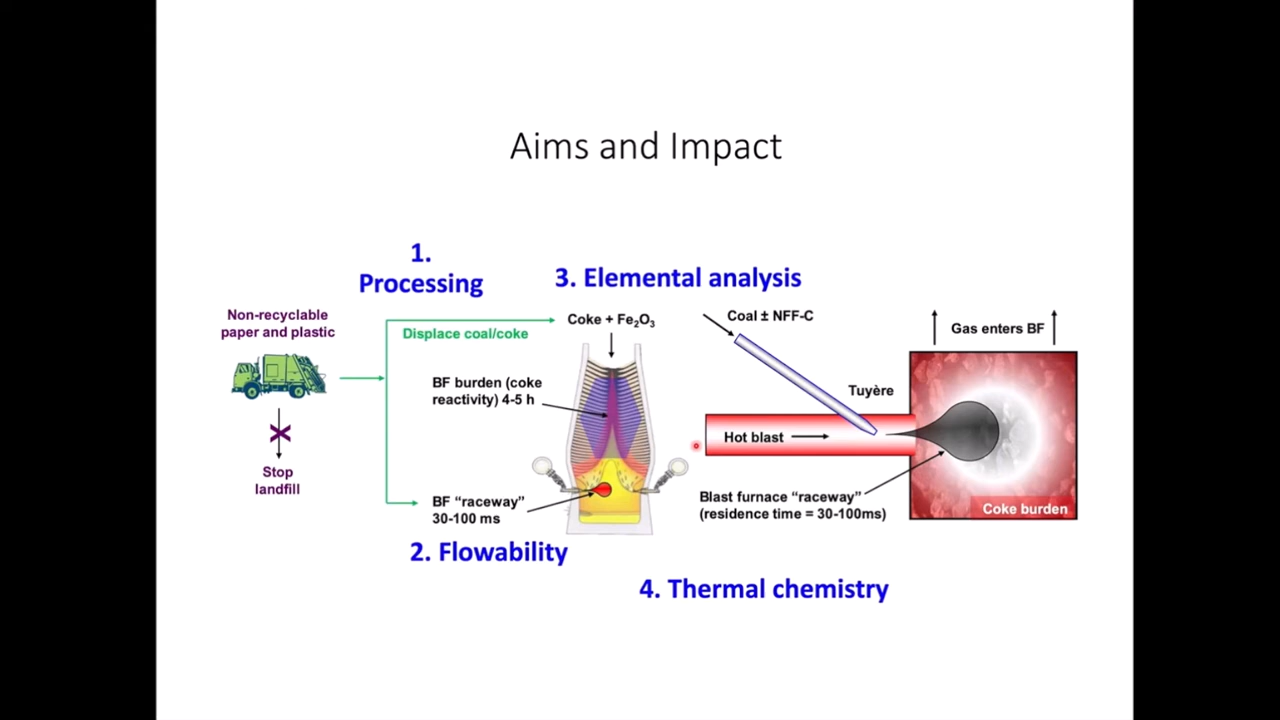 Aims and Impact
1.
Processing
3. Elemental analysis
Non-recyclable
paper and plastic
Displace coal/coke
Coke + Fe₂O₃
Coal ± NFF-C
Gas enters BF
BF burden (coke
reactivity) 4-5 h
Tuyère
Hot blast
Stop
landfill
BF “raceway”
30-100 ms
Blast furnace “raceway”
(residence time = 30-100ms)
Coke burden
2. Flowability
4. Thermal chemistry